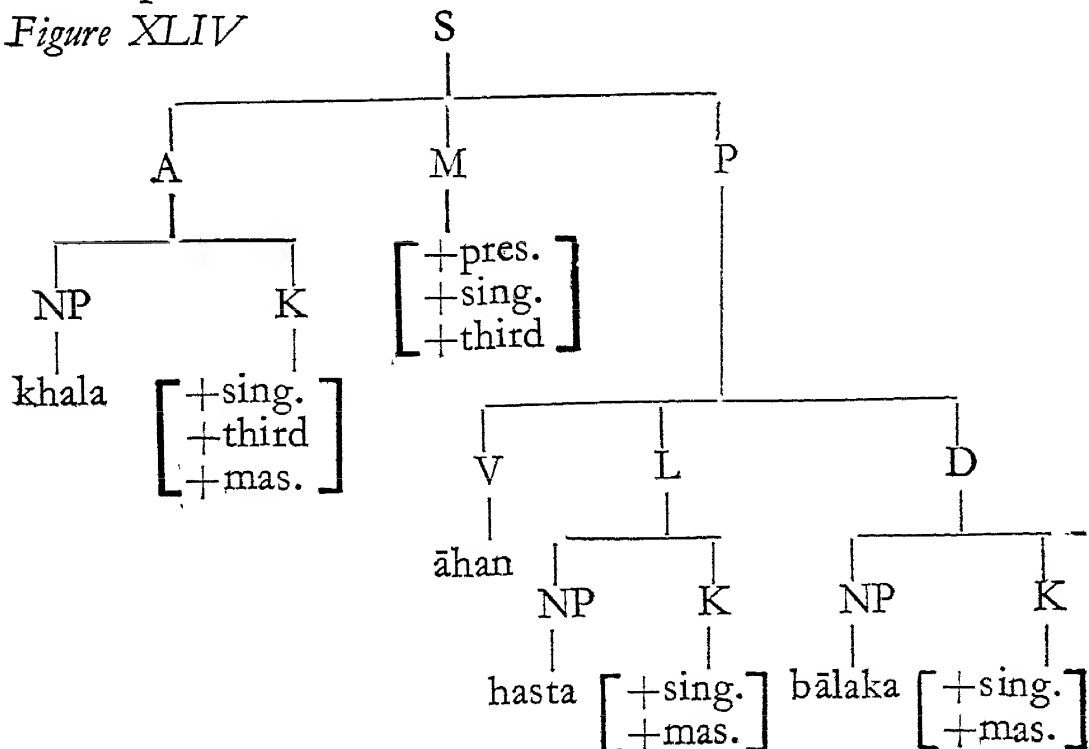 Figure XLIV
S
A M P
NP K
+pres.
+sing.
+third
khala
+sing.
+third
+mas.
V L D
āhan
NP K NP K
hasta
+sing.
+mas.
bālaka
+sing.
+mas.